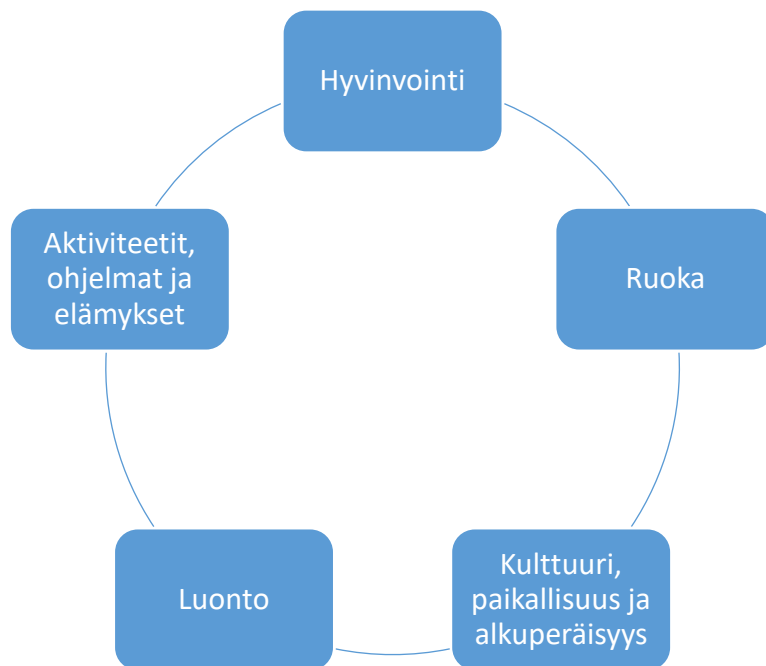 Hyvinvointi
Ruoka
Kulttuuri,
paikallisuus ja
alkuperäisyys
Luonto
Aktiviteetit,
ohjelmat ja
elämykset